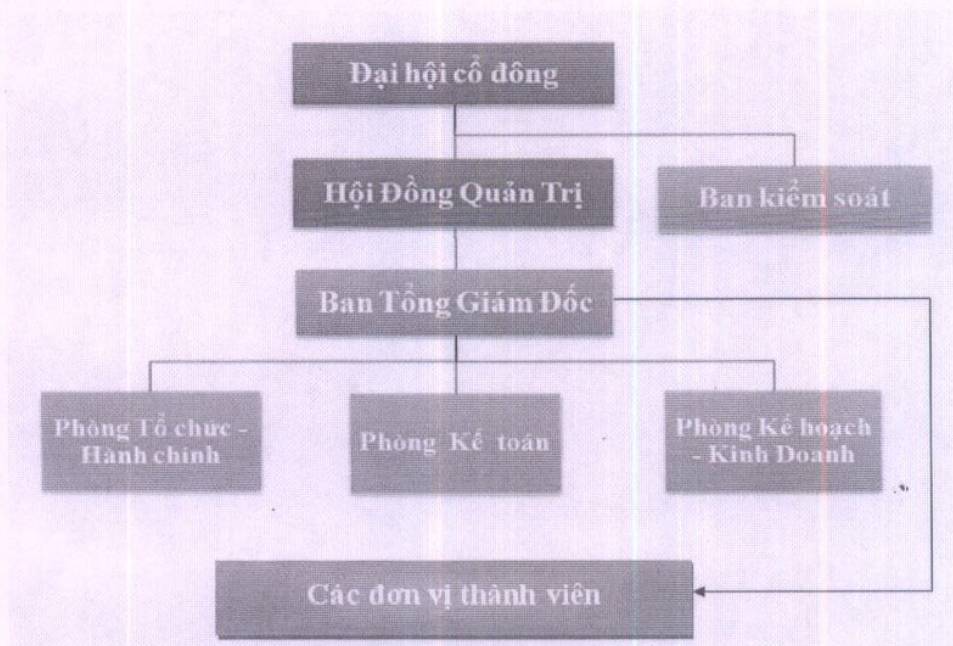 Đại hội cổ đông
Hội Đồng Quản Trị
Ban kiểm soát
Ban Tổng Giám Đốc
Phòng Tổ chức -
Hành chính
Phòng Kế toán
Phòng Kế hoạch
- Kinh Doanh
Các đơn vị thành viên